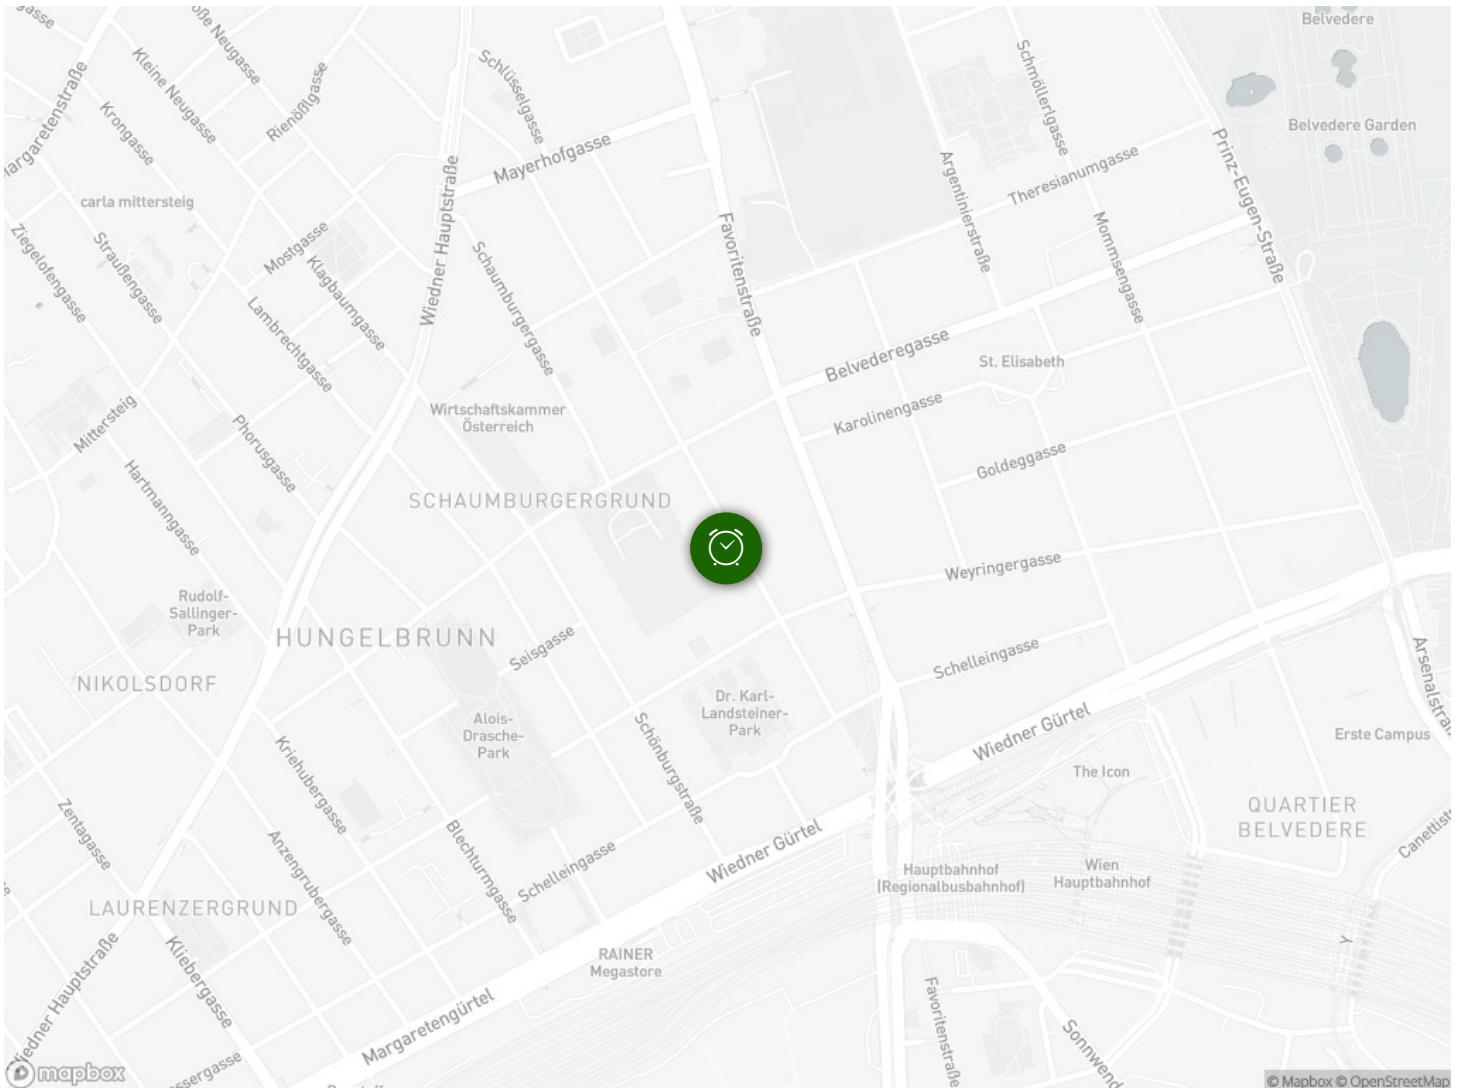 Belvedere
Schlüsselgasse
Kleine Neugasse
Rienößlgasse
Schmöllerlgasse
Krongasse
Belvedere Garden
Mayerhofgasse
Argentinierstraße
Theresianumgasse
Prinz-Eugen-Straße
carla mittersteig
Wiedner Hauptstraße
Favoritenstraße
Mommsengasse
Ziegelofengasse
Straußengasse
Mostgasse
Klagbaumgasse
Schaumburgergasse
Lambrechtgasse
Belvederegasse
St. Elisabeth
Karolinengasse
Wirtschaftskammer
Österreich
Mittersteig
Phorusgasse
Goldeggasse
Hartmanngasse
SCHAUMBURGERGRUND
Weyringergasse
Rudolf-
Sallinger-
Park
HUNGELBRUNN
Seisgasse
Schelleingasse
NIKOLSDORF
Dr. Karl-
Landsteiner-
Park
Alois-
Drasche-
Park
Schönburgstraße
Wiedner Gürtel
Erste Campus
Kriehubergasse
The Icon
QUARTIER
BELVEDERE
Zentagasse
Anzengrubergasse
Blechturmgasse
Wiedner Gürtel
Schelleingasse
Hauptbahnhof
(Regionalbusbahnhof)
Wien
Hauptbahnhof
LAURENZERGRUND
Kliebergasse
RAINER
Megastore
Margaretengürtel
Favoritenstraße
mapbox
© Mapbox © OpenStreetMap